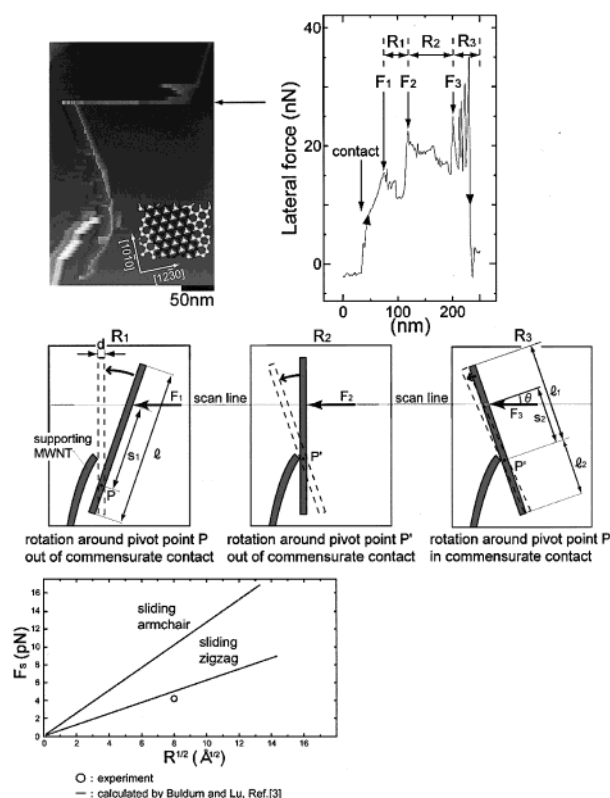 [101̄0]
[123̄0]
50nm
R1 R2 R3
F1 F2 F3
contact
Lateral force (nN)
40
20
0
0 100 200
(nm)
R1
d
F1
scan line
supporting
MWNT
S1
ℓ
P
rotation around pivot point P
out of commensurate contact
R2
F2
scan line
P'
rotation around pivot point P'
out of commensurate contact
R3
θ
F3
S2
ℓ1
ℓ2
P'
rotation around pivot point P
in commensurate contact
Fs (pN)
16
14
12
10
8
6
4
2
0
sliding
armchair
sliding
zigzag
0 2 4 6 8 10 12 14 16
R1/2 (Å1/2)
○ : experiment
— : calculated by Buldum and Lu, Ref.[3]